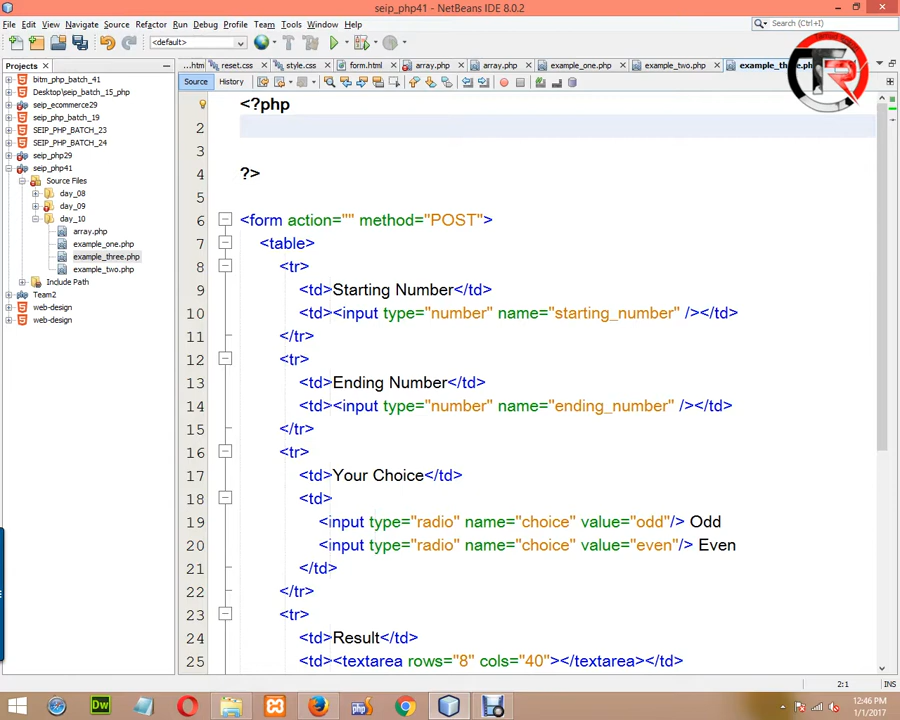 seip_php41 - NetBeans IDE 8.0.2
File Edit View Navigate Source Refactor Run Debug Profile Team Tools Window Help
Search (Ctrl+I)
<default>
Projects
...htm reset.css style.css form.html array.php array.php example_one.php example_two.php example_three.php
Source History
bitm_php_batch_41
Desktop\seip_batch_15_php
seip_ecommerce29
seip_php_batch_19
SEIP_PHP_BATCH_23
SEIP_PHP_BATCH_24
seip_php29
seip_php41
Source Files
day_08
day_09
day_10
array.php
example_one.php
example_three.php
example_two.php
Include Path
Team2
web-design
web-design
<?php
2
3
4 ?>
5
6 <form action="" method="POST">
7 <table>
8 <tr>
9 <td>Starting Number</td>
10 <td><input type="number" name="starting_number" /></td>
11 </tr>
12 <tr>
13 <td>Ending Number</td>
14 <td><input type="number" name="ending_number" /></td>
15 </tr>
16 <tr>
17 <td>Your Choice</td>
18 <td>
19 <input type="radio" name="choice" value="odd"/> Odd
20 <input type="radio" name="choice" value="even"/> Even
21 </td>
22 </tr>
23 <tr>
24 <td>Result</td>
25 <td><textarea rows="8" cols="40"></textarea></td>
2:1 INS
Dw
php
12:46 PM
1/1/2017